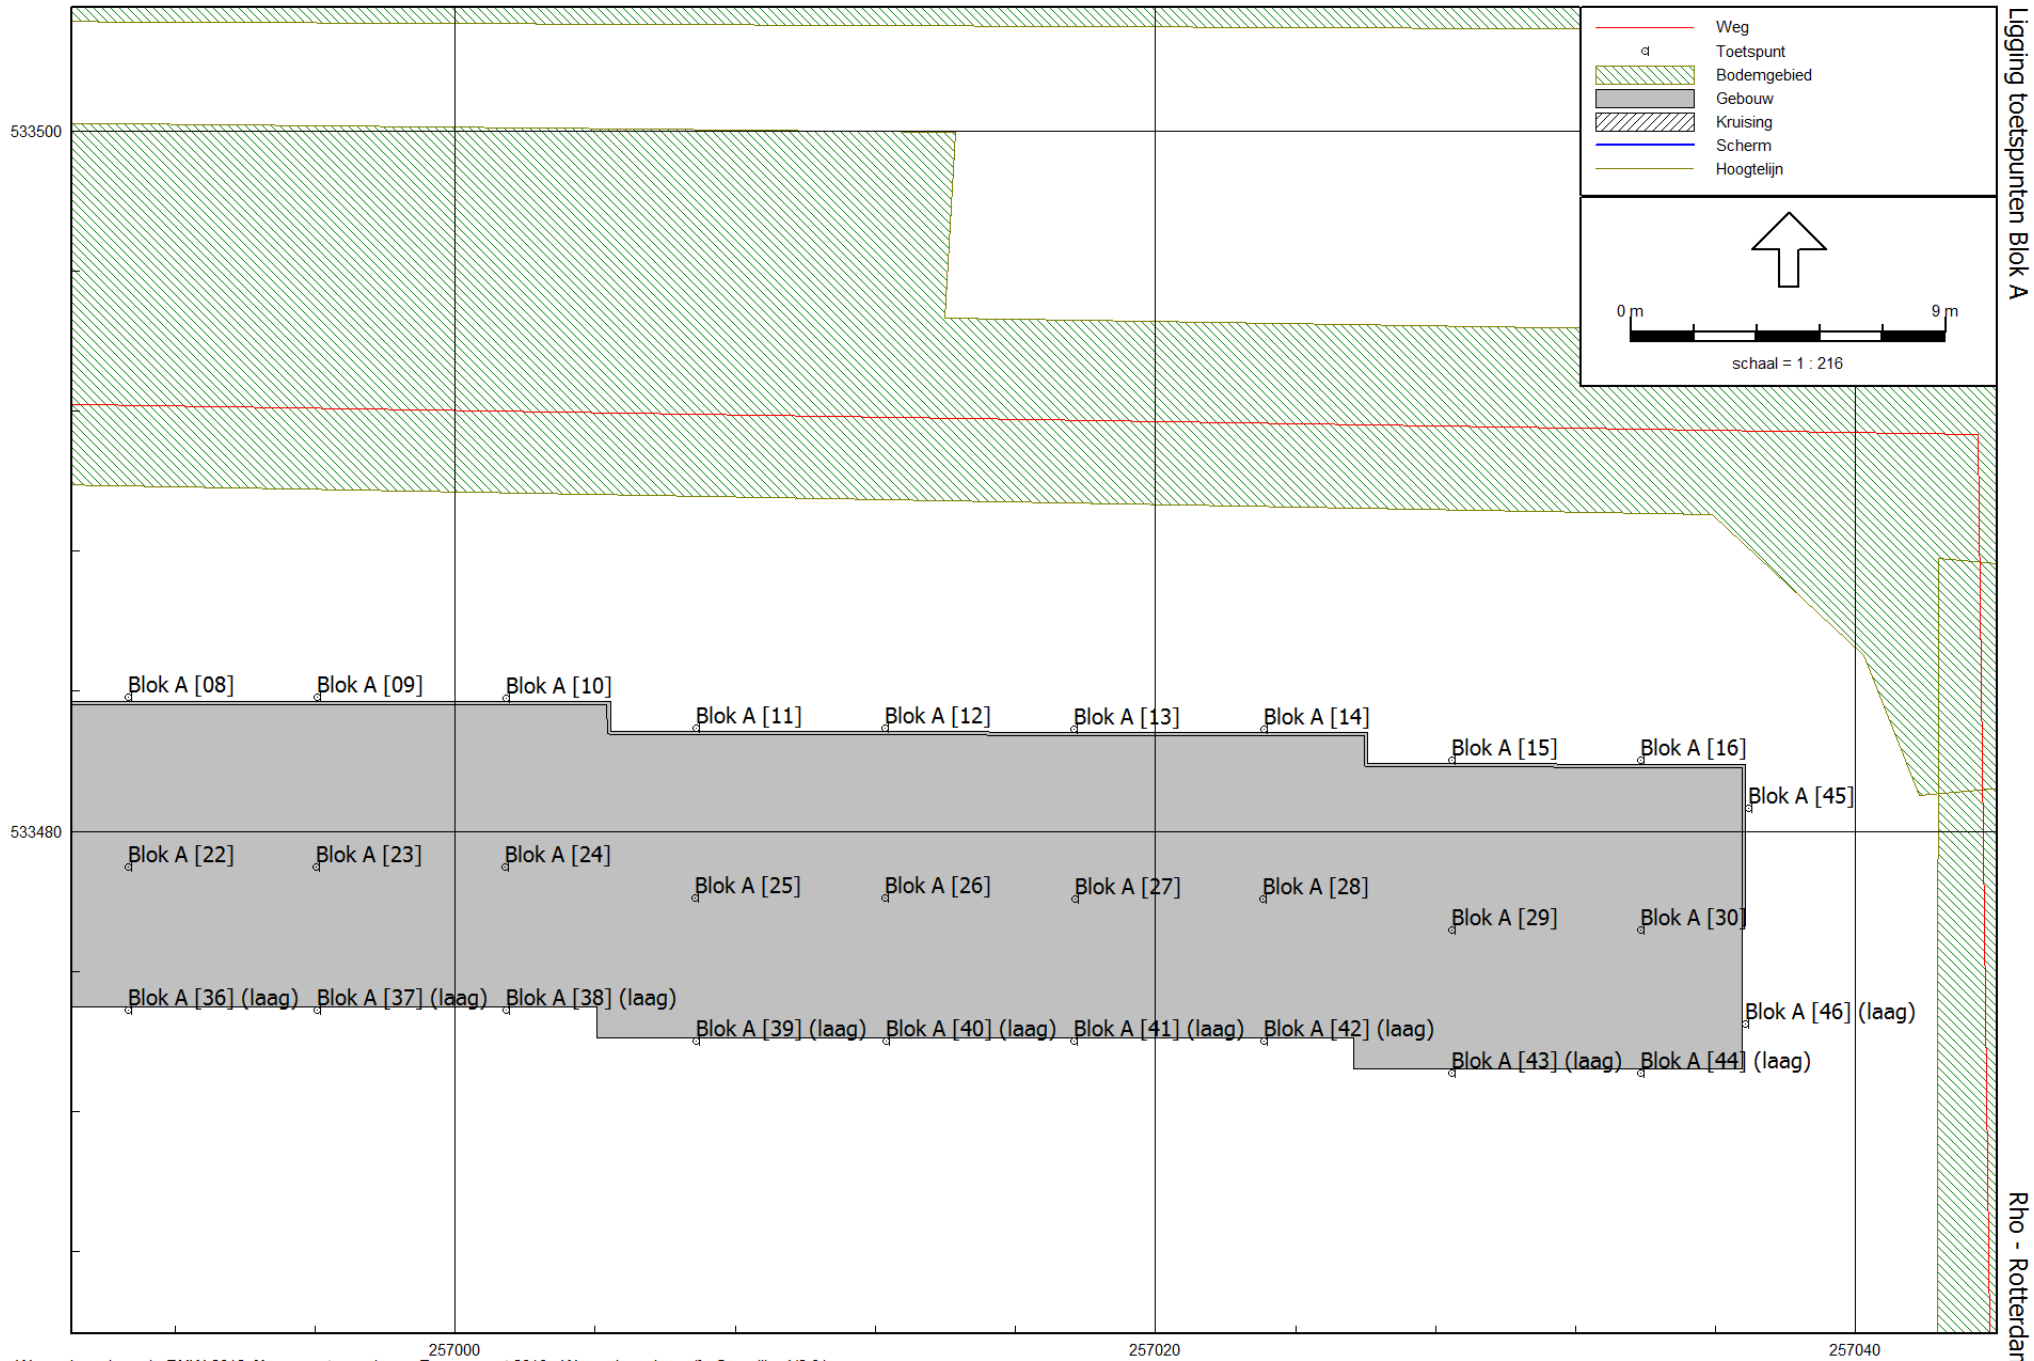 Ligging toetspunten Blok A
Weg
Toetspunt
Bodemgebied
Gebouw
Kruising
Scherm
Hoogtelijn
0 m
9 m
schaal = 1 : 216
533500
533480
Blok A [08]
Blok A [09]
Blok A [10]
Blok A [11]
Blok A [12]
Blok A [13]
Blok A [14]
Blok A [15]
Blok A [16]
Blok A [45]
Blok A [22]
Blok A [23]
Blok A [24]
Blok A [25]
Blok A [26]
Blok A [27]
Blok A [28]
Blok A [29]
Blok A [30]
Blok A [36] (laag)
Blok A [37] (laag)
Blok A [38] (laag)
Blok A [39] (laag)
Blok A [40] (laag)
Blok A [41] (laag)
Blok A [42] (laag)
Blok A [43] (laag)
Blok A [44] (laag)
Blok A [46] (laag)
257000
257020
257040
Rho - Rotterdam